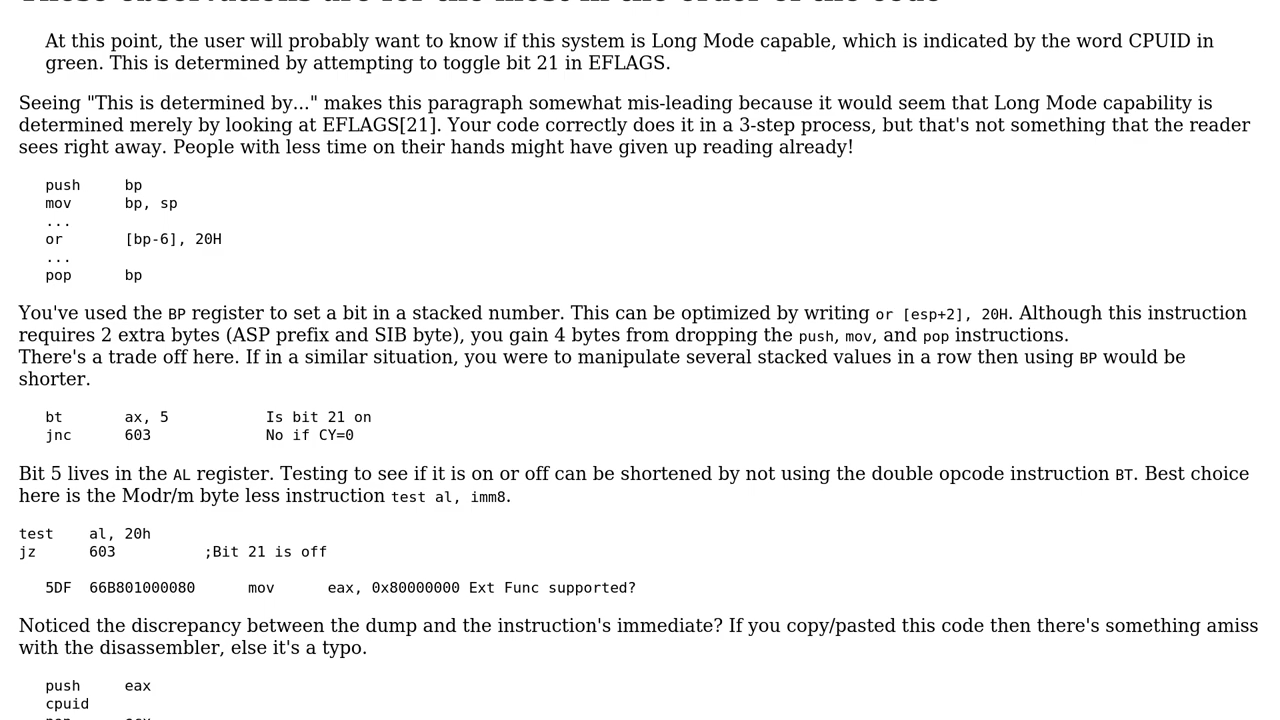 At this point, the user will probably want to know if this system is Long Mode capable, which is indicated by the word CPUID in
green. This is determined by attempting to toggle bit 21 in EFLAGS.
Seeing "This is determined by..." makes this paragraph somewhat mis-leading because it would seem that Long Mode capability is
determined merely by looking at EFLAGS[21]. Your code correctly does it in a 3-step process, but that's not something that the reader
sees right away. People with less time on their hands might have given up reading already!
push     bp
mov      bp, sp
...
or       [bp-6], 20H
...
pop      bp
You've used the BP register to set a bit in a stacked number. This can be optimized by writing or [esp+2], 20H. Although this instruction
requires 2 extra bytes (ASP prefix and SIB byte), you gain 4 bytes from dropping the push, mov, and pop instructions.
There's a trade off here. If in a similar situation, you were to manipulate several stacked values in a row then using BP would be
shorter.
bt       ax, 5           Is bit 21 on
jnc      603             No if CY=0
Bit 5 lives in the AL register. Testing to see if it is on or off can be shortened by not using the double opcode instruction BT. Best choice
here is the Modr/m byte less instruction test al, imm8.
test    al, 20h
jz      603          ;Bit 21 is off
5DF  66B801000080      mov      eax, 0x80000000 Ext Func supported?
Noticed the discrepancy between the dump and the instruction's immediate? If you copy/pasted this code then there's something amiss
with the disassembler, else it's a typo.
push     eax
cpuid